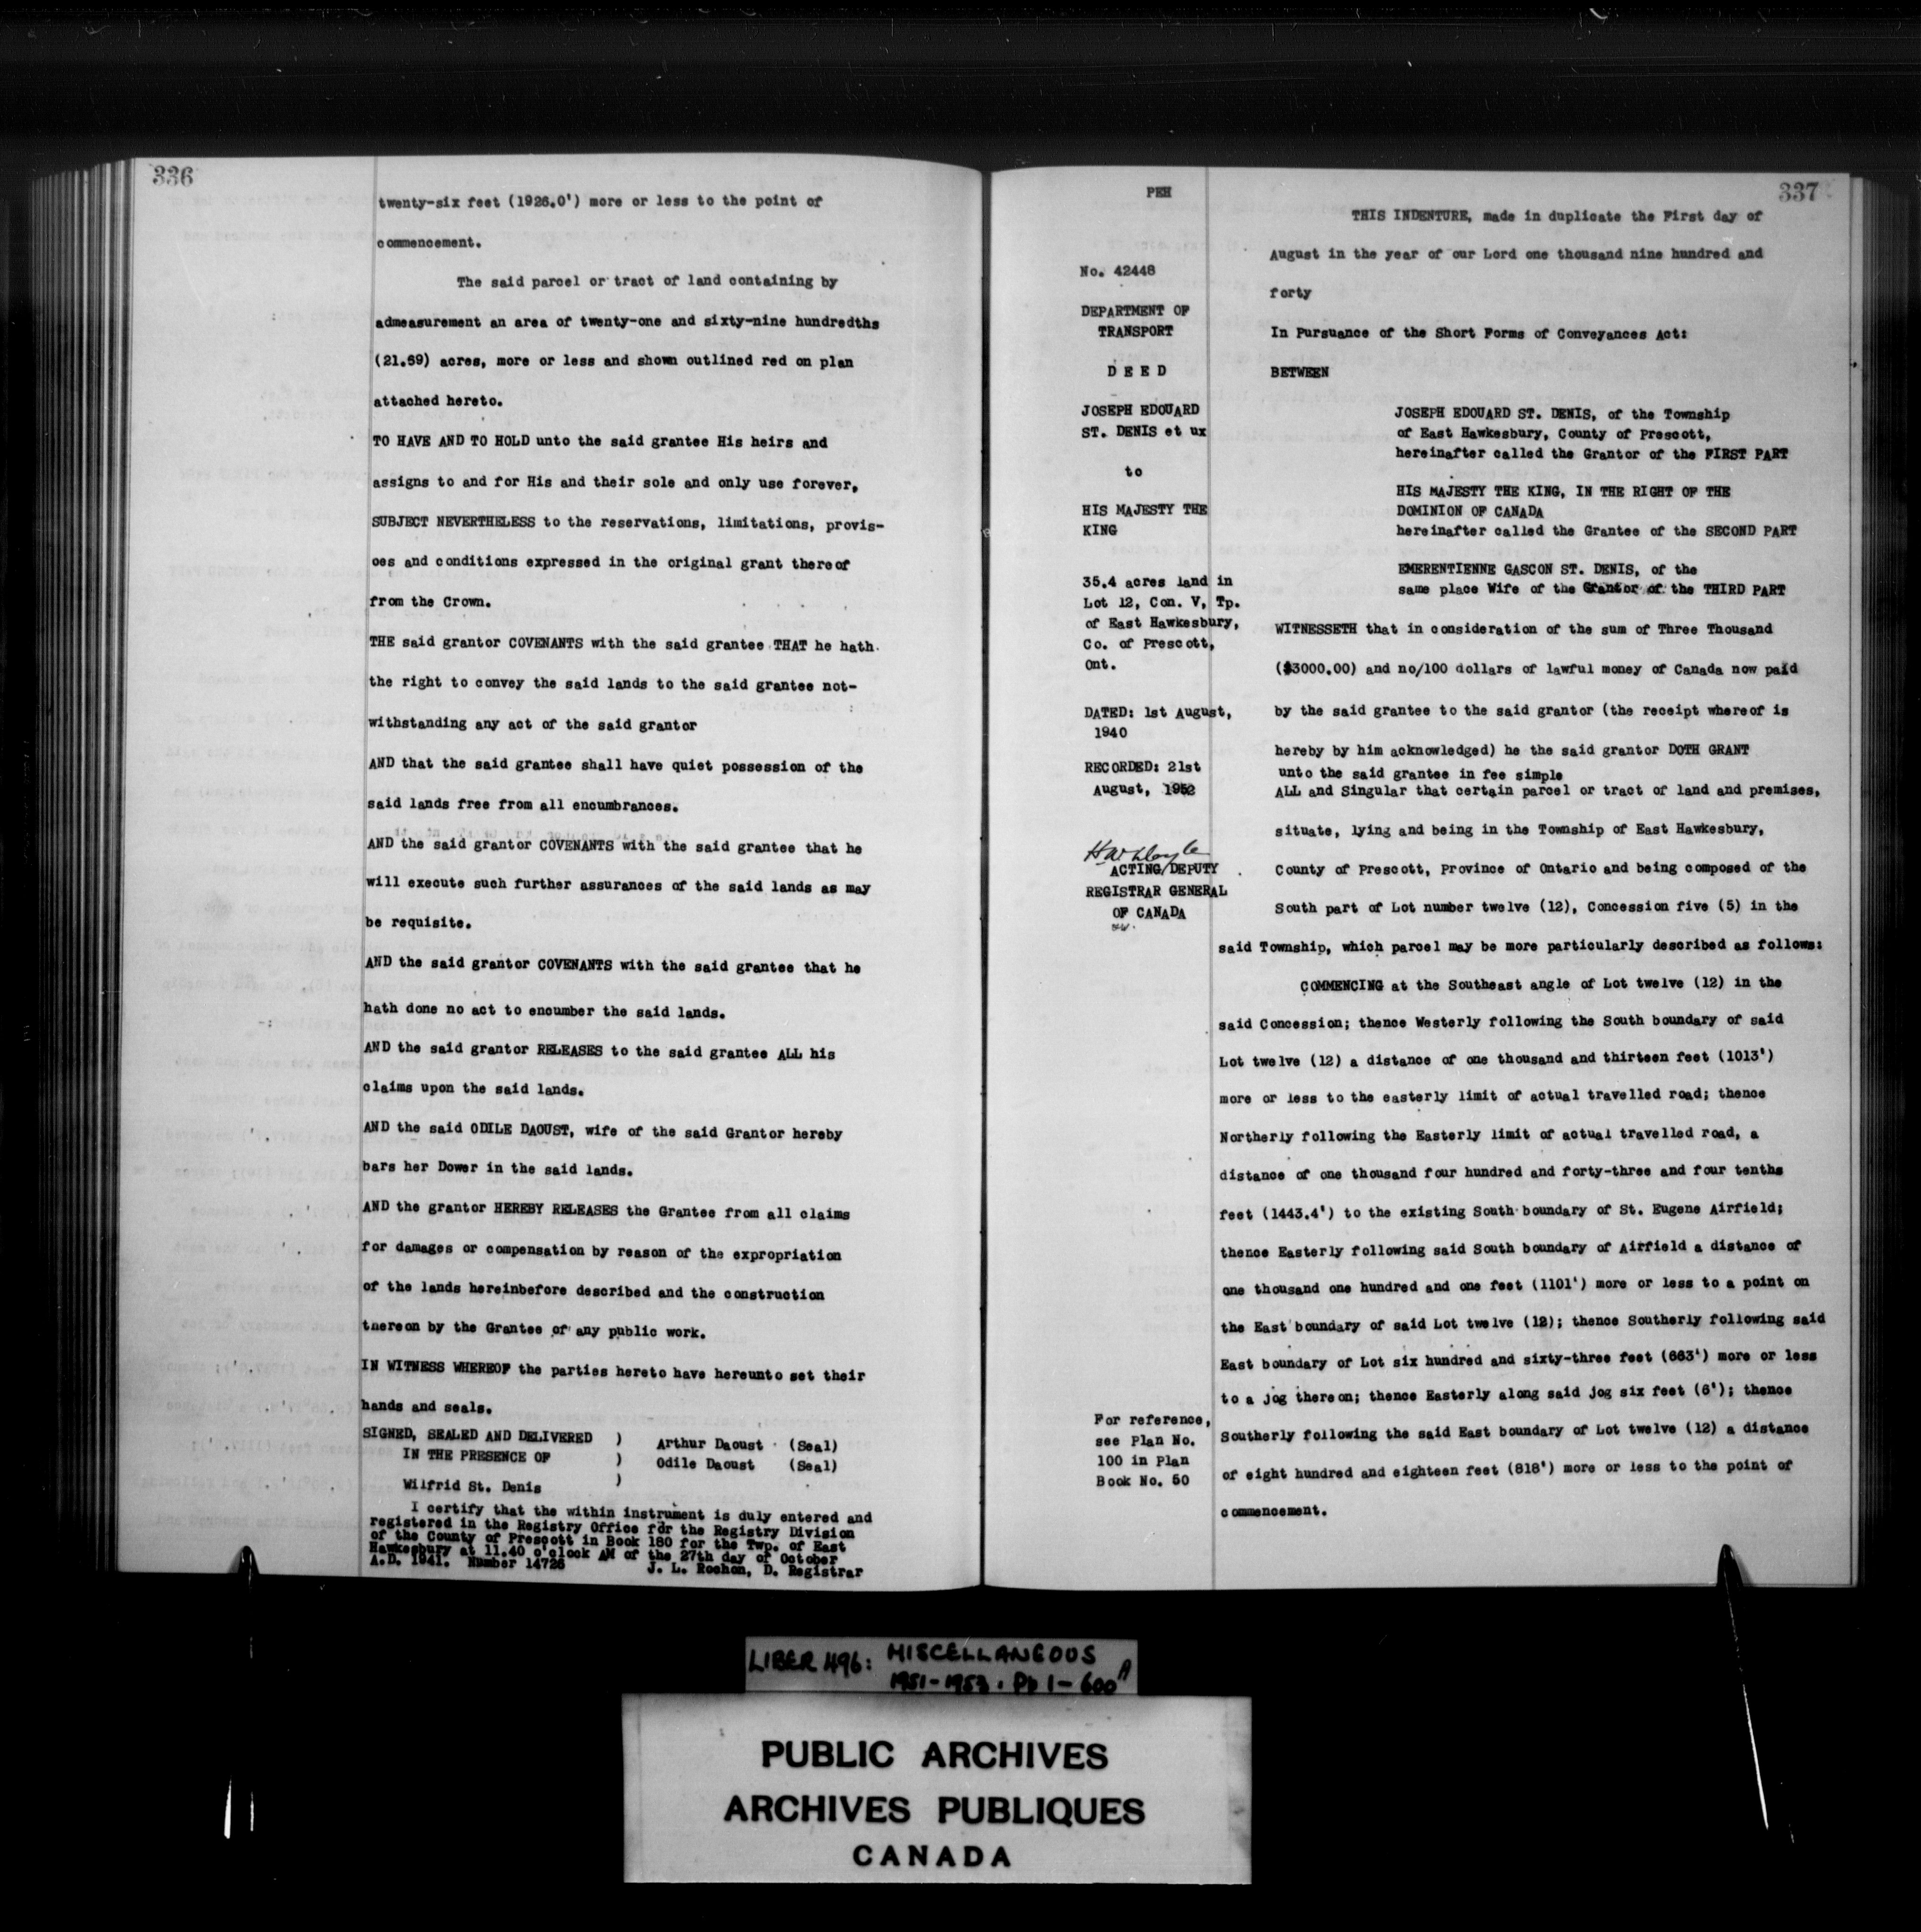 336
twenty-six feet (1926.0') more or less to the point of
commencement.
The said parcel or tract of land containing by
admeasurement an area of twenty-one and sixty-nine hundredths
(21.69) acres, more or less and shown outlined red on plan
attached hereto.
TO HAVE AND TO HOLD unto the said grantee His heirs and
assigns to and for His and their sole and only use forever,
SUBJECT NEVERTHELESS to the reservations, limitations, provis-
oes and conditions expressed in the original grant thereof
from the Crown.
THE said grantor COVENANTS with the said grantee THAT he hath
the right to convey the said lands to the said grantee not-
withstanding any act of the said grantor
AND that the said grantee shall have quiet possession of the
said lands free from all encumbrances.
AND the said grantor COVENANTS with the said grantee that he
will execute such further assurances of the said lands as may
be requisite.
AND the said grantor COVENANTS with the said grantee that he
hath done no act to encumber the said lands.
AND the said grantor RELEASES to the said grantee ALL his
claims upon the said lands.
AND the said ODILE DAOUST, wife of the said Grantor hereby
bars her Dower in the said lands.
AND the grantor HEREBY RELEASES the Grantee from all claims
for damages or compensation by reason of the expropriation
of the lands hereinbefore described and the construction
thereon by the Grantee of any public work.
IN WITNESS WHEREOF the parties hereto have hereunto set their
hands and seals.
SIGNED, SEALED AND DELIVERED )
IN THE PRESENCE OF ) Arthur Daoust (Seal)
) Odile Daoust (Seal)
Wilfrid St. Denis )
I certify that the within instrument is duly entered and
registered in the Registry Office for the Registry Division
of the County of Prescott in Book 180 for the Twp. of East
Hawkesbury at 11.40 o'clock AM of the 27th day of October
A.D. 1941. Number 14726 J. L. Rochon, D. Registrar
337
PEH
No. 42448
DEPARTMENT OF
TRANSPORT
D E E D
JOSEPH EDOUARD
ST. DENIS et ux
to
HIS MAJESTY THE
KING
35.4 acres land in
Lot 12, Con. V, Tp.
of East Hawkesbury,
Co. of Prescott,
Ont.
DATED: 1st August,
1940
RECORDED: 21st
August, 1952
ACTING DEPUTY
REGISTRAR GENERAL
OF CANADA
For reference,
see Plan No.
100 in Plan
Book No. 50
THIS INDENTURE, made in duplicate the First day of
August in the year of our Lord one thousand nine hundred and
forty
In Pursuance of the Short Forms of Conveyances Act:
BETWEEN
JOSEPH EDOUARD ST. DENIS, of the Township
of East Hawkesbury, County of Prescott,
hereinafter called the Grantor of the FIRST PART
HIS MAJESTY THE KING, IN THE RIGHT OF THE
DOMINION OF CANADA
hereinafter called the Grantee of the SECOND PART
EMERENTIENNE GASCON ST. DENIS, of the
same place Wife of the Grantor of the THIRD PART
WITNESSETH that in consideration of the sum of Three Thousand
($3000.00) and no/100 dollars of lawful money of Canada now paid
by the said grantee to the said grantor (the receipt whereof is
hereby by him acknowledged) he the said grantor DOTH GRANT
unto the said grantee in fee simple
ALL and Singular that certain parcel or tract of land and premises,
situate, lying and being in the Township of East Hawkesbury,
County of Prescott, Province of Ontario and being composed of the
South part of Lot number twelve (12), Concession five (5) in the
said Township, which parcel may be more particularly described as follows:
COMMENCING at the Southeast angle of Lot twelve (12) in the
said Concession; thence Westerly following the South boundary of said
Lot twelve (12) a distance of one thousand and thirteen feet (1013')
more or less to the easterly limit of actual travelled road; thence
Northerly following the Easterly limit of actual travelled road, a
distance of one thousand four hundred and forty-three and four tenths
feet (1443.4') to the existing South boundary of St. Eugene Airfield;
thence Easterly following said South boundary of Airfield a distance of
one thousand one hundred and one feet (1101') more or less to a point on
the East boundary of said Lot twelve (12); thence Southerly following said
East boundary of Lot six hundred and sixty-three feet (663') more or less
to a jog thereon; thence Easterly along said jog six feet (6'); thence
Southerly following the said East boundary of Lot twelve (12) a distance
of eight hundred and eighteen feet (818') more or less to the point of
commencement.
LIBER 496: MISCELLANEOUS
1951-1953. Pp 1-600A
PUBLIC ARCHIVES
ARCHIVES PUBLIQUES
CANADA